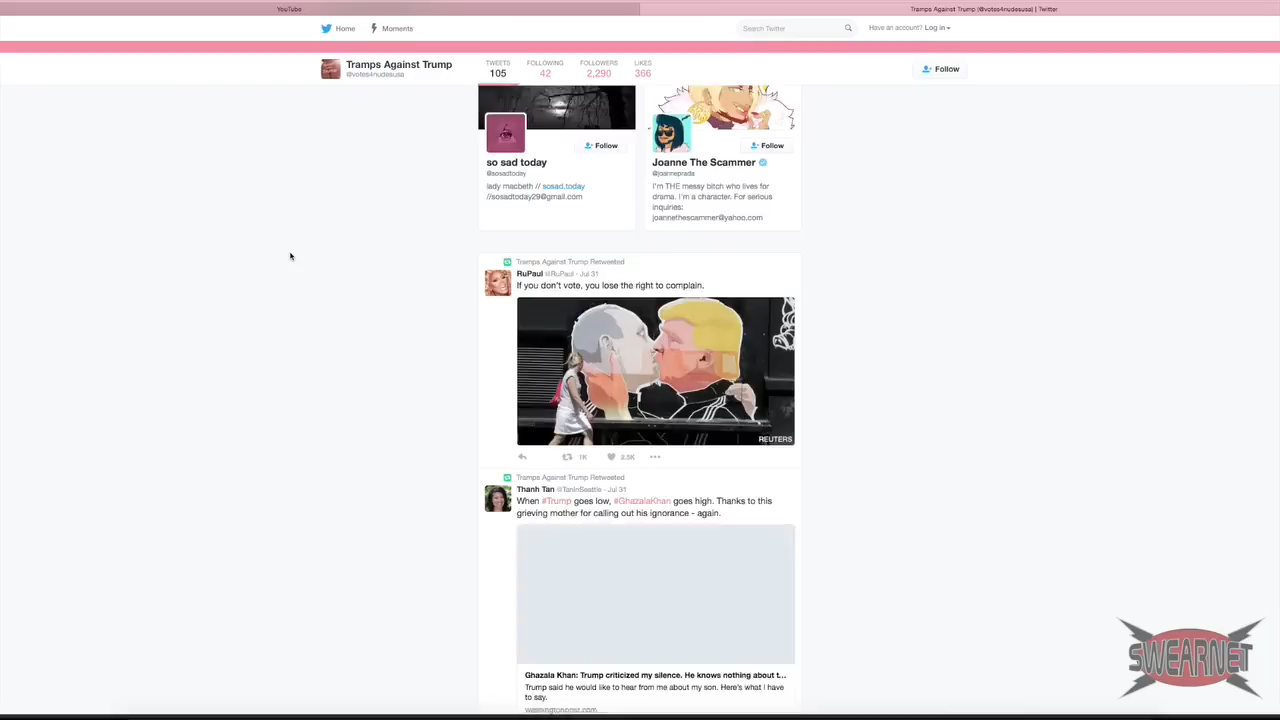 YouTube
Tramps Against Trump (@votes4nudesusa) | Twitter
Home
Moments
Search Twitter
Have an account? Log in
Tramps Against Trump
@votes4nudesusa
TWEETS
105
FOLLOWING
42
FOLLOWERS
2,290
LIKES
366
Follow
Follow
so sad today
@sosadtoday
lady macbeth // sosad.today
//sosadtoday29@gmail.com
Follow
Joanne The Scammer
@joanneprada
I'm THE messy bitch who lives for
drama. I'm a character. For serious
inquiries:
joannethescammer@yahoo.com
Tramps Against Trump Retweeted
RuPaul @RuPaul · Jul 31
If you don't vote, you lose the right to complain.
REUTERS
1K
2.5K
Tramps Against Trump Retweeted
Thanh Tan @TaninSeattle · Jul 31
When #Trump goes low, #GhazalaKhan goes high. Thanks to this
grieving mother for calling out his ignorance - again.
Ghazala Khan: Trump criticized my silence. He knows nothing about t...
Trump said he would like to hear from me about my son. Here's what I have
to say.
washingtonpost.com
SWEARNET